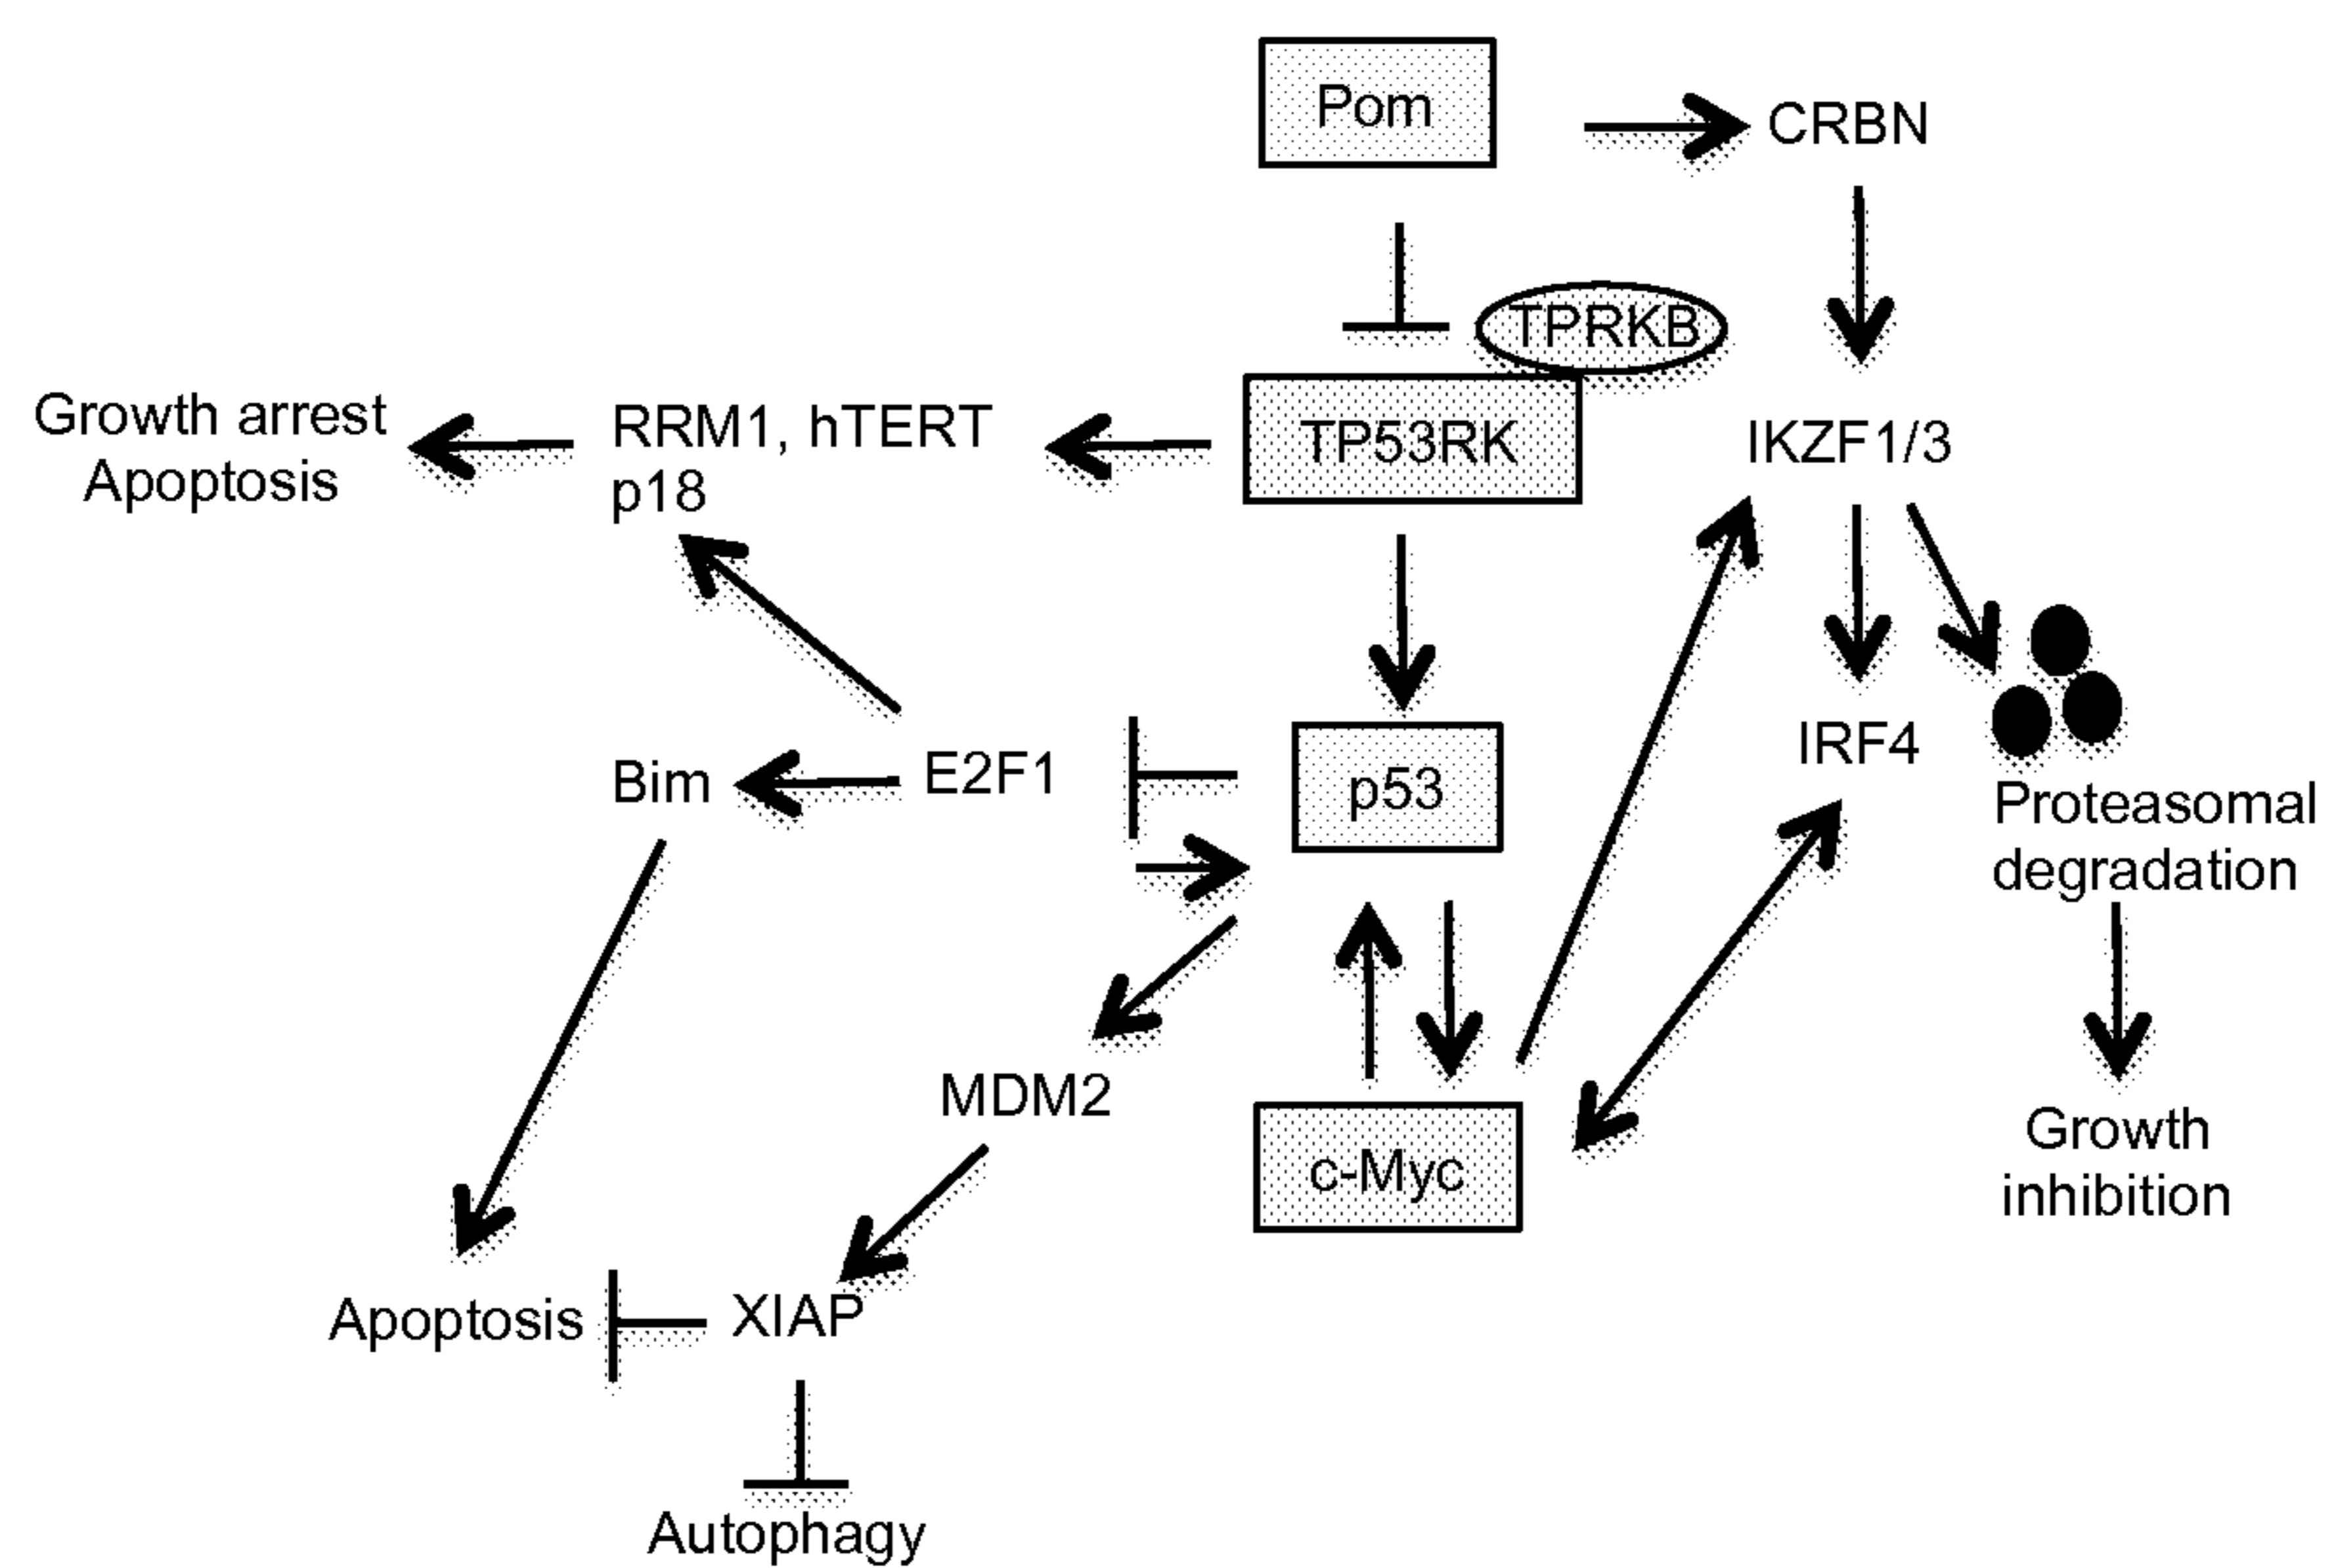 Pom
CRBN
TPRKB
Growth arrest
Apoptosis
RRM1, hTERT
p18
TP53RK
IKZF1/3
Bim
E2F1
p53
IRF4
Proteasomal
degradation
MDM2
c-Myc
Growth
inhibition
Apoptosis
XIAP
Autophagy